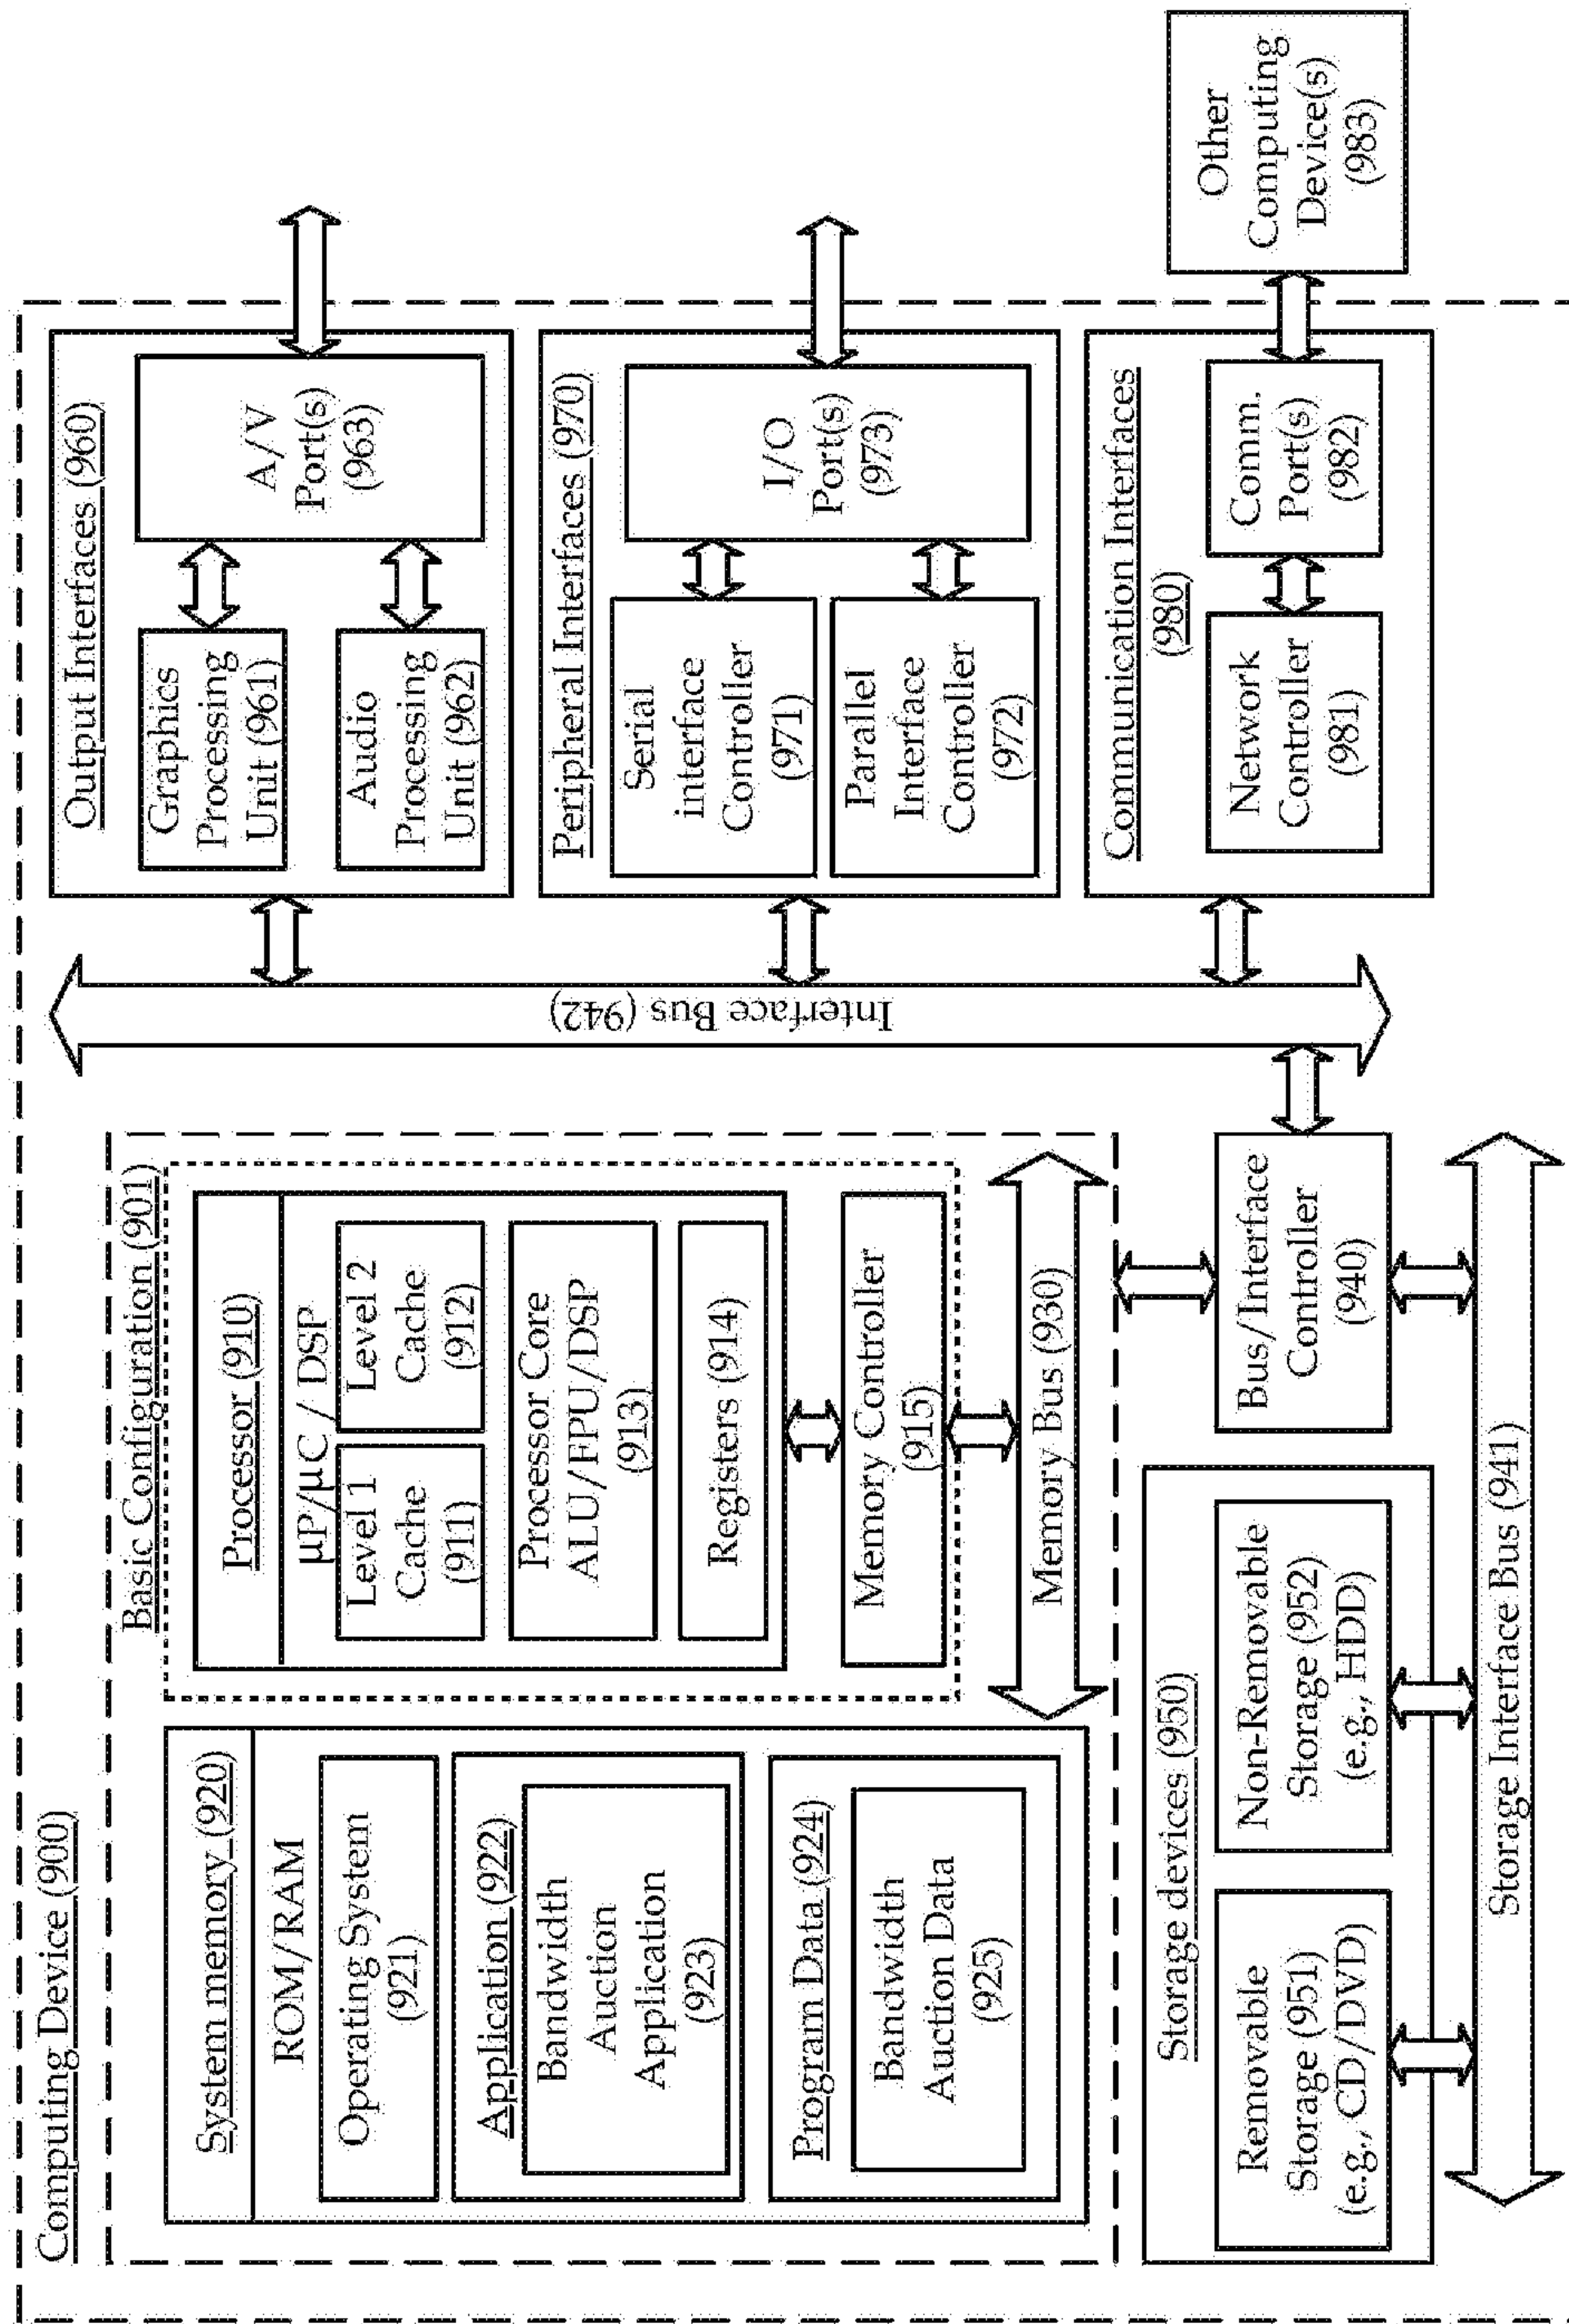 Computing Device (900)
Basic Configuration (901)
System memory (920)
ROM/RAM
Operating System
(921)
Application (922)
Bandwidth
Auction
Application
(923)
Program Data (924)
Bandwidth
Auction Data
(925)
Processor (910)
µP/µC / DSP
Level 1
Cache
(911)
Level 2
Cache
(912)
Processor Core
ALU/FPU/DSP
(913)
Registers (914)
Memory Controller
(915)
Memory Bus (930)
Storage devices (950)
Removable
Storage (951)
(e.g., CD/DVD)
Non-Removable
Storage (952)
(e.g., HDD)
Bus/Interface
Controller
(940)
Storage Interface Bus (941)
Interface Bus (942)
Output Interfaces (960)
Graphics
Processing
Unit (961)
Audio
Processing
Unit (962)
A/V
Port(s)
(963)
Peripheral Interfaces (970)
Serial
interface
Controller
(971)
Parallel
Interface
Controller
(972)
I/O
Port(s)
(973)
Communication Interfaces
(980)
Network
Controller
(981)
Comm.
Port(s)
(982)
Other
Computing
Device(s)
(983)